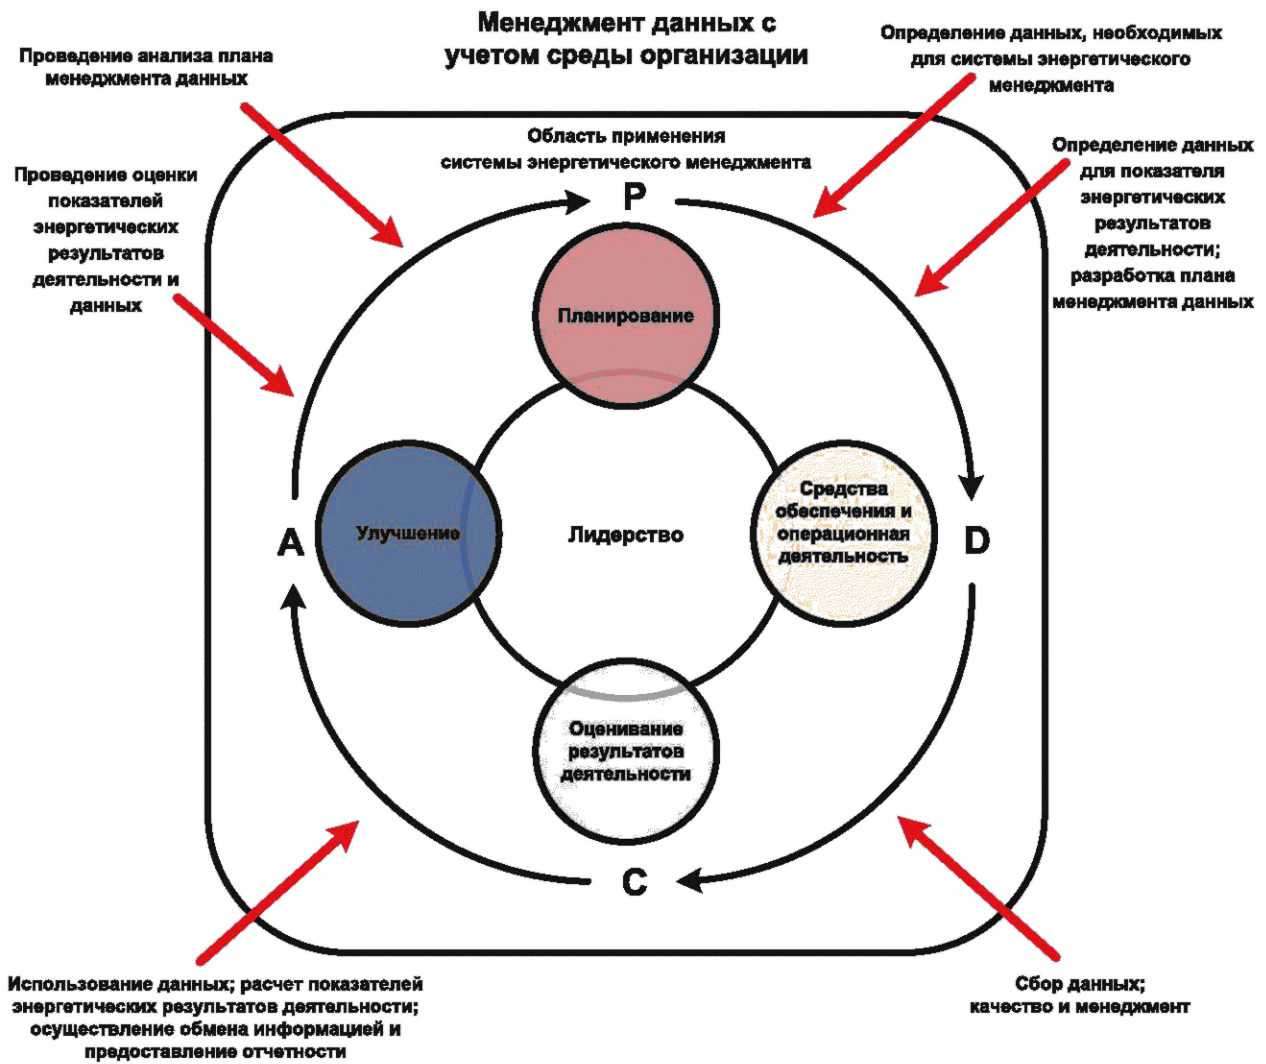 Менеджмент данных с
учетом среды организации
Проведение анализа плана
менеджмента данных
Определение данных, необходимых
для системы энергетического
менеджмента
Область применения
системы энергетического менеджмента
Проведение оценки
показателей
энергетических
результатов
деятельности и
данных
Определение данных
для показателя
энергетических
результатов
деятельности;
разработка плана
менеджмента данных
P
Планирование
A
Улучшение
Лидерство
Средства
обеспечения и
операционная
деятельность
D
Оценивание
результатов
деятельности
C
Использование данных; расчет показателей
энергетических результатов деятельности;
осуществление обмена информацией и
предоставление отчетности
Сбор данных;
качество и менеджмент